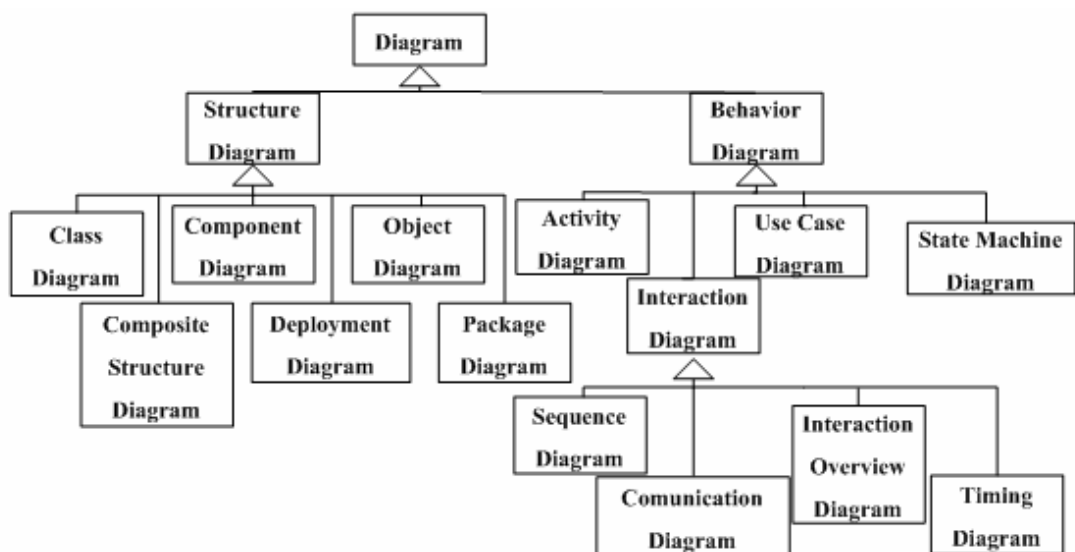 Diagram
Structure
Diagram
Behavior
Diagram
Class
Diagram
Component
Diagram
Object
Diagram
Activity
Diagram
Use Case
Diagram
State Machine
Diagram
Composite
Structure
Diagram
Deployment
Diagram
Package
Diagram
Interaction
Diagram
Sequence
Diagram
Comunication
Diagram
Interaction
Overview
Diagram
Timing
Diagram